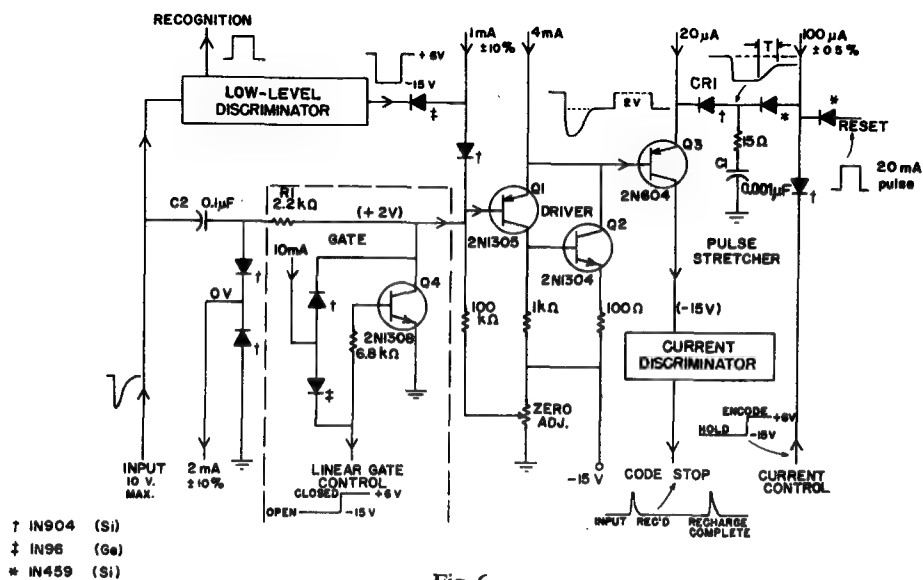 RECOGNITION
1mA
±10%
4mA
20μA
100μA
±0.5%
T
+6V
-15V
LOW-LEVEL
DISCRIMINATOR
‡
†
2V
CR1
†
*
*
RESET
20 mA
pulse
15Ω
C1
0.001μF
†
Q3
2N604
Q1
DRIVER
2N1305
Q2
2N1304
PULSE
STRETCHER
C2
0.1μF
R1
2.2kΩ
(+2V)
GATE
10mA
†
Q4
2N1308
6.8kΩ
‡
†
0V
†
100
kΩ
1kΩ
100Ω
(-15V)
CURRENT
DISCRIMINATOR
ZERO
ADJ.
-15V
ENCODE
+6V
HOLD
-15V
CURRENT
CONTROL
INPUT
10 V.
MAX.
2mA
±10%
LINEAR GATE
CONTROL
CLOSED
+6V
OPEN
-15V
CODE STOP
INPUT REC'D
RECHARGE
COMPLETE
† IN904 (Si)
‡ IN96 (Ge)
* IN459 (Si)
Fig. 6